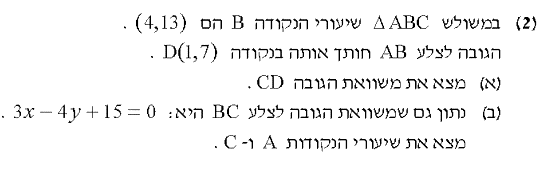 (2) במשולש ΔABC שיעורי הנקודה B הם (4,13) .
הגובה לצלע AB חותך אותה בנקודה D(1,7) .
(א) מצא את משוואת הגובה CD .
(ב) נתון גם שמשוואת הגובה לצלע BC היא: 3x − 4y + 15 = 0 .
מצא את שיעורי הנקודות A ו- C .